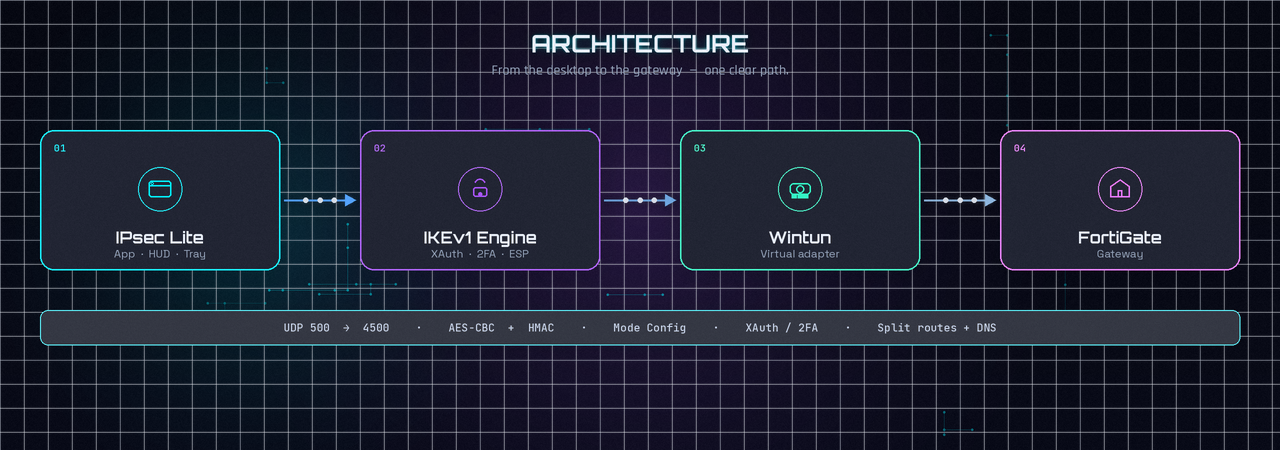 ARCHITECTURE
From the desktop to the gateway — one clear path.
01
IPsec Lite
App · HUD · Tray
02
IKEv1 Engine
XAuth · 2FA · ESP
03
Wintun
Virtual adapter
04
FortiGate
Gateway
UDP 500 → 4500 · AES-CBC + HMAC · Mode Config · XAuth / 2FA · Split routes + DNS